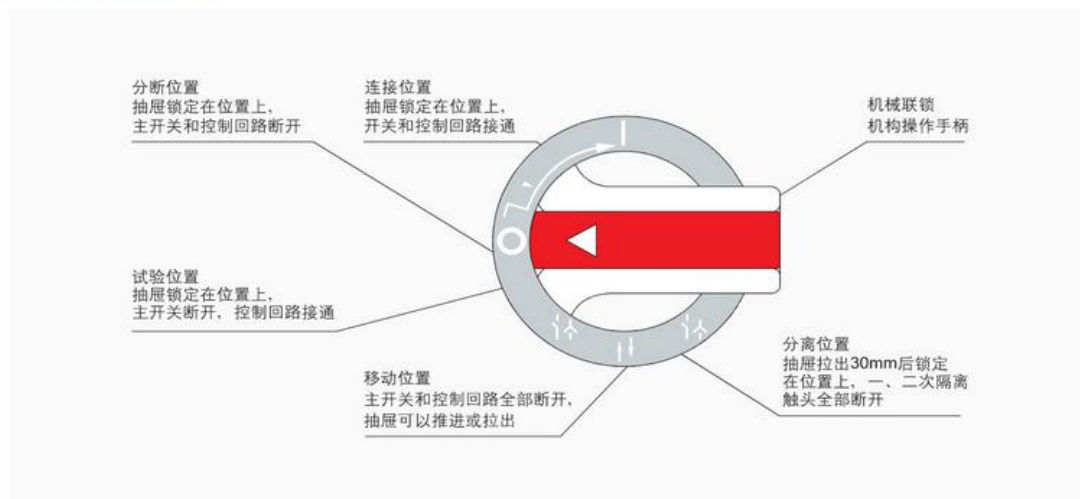 分断位置
抽屉锁定在位置上，
主开关和控制回路断开
连接位置
抽屉锁定在位置上，
开关和控制回路接通
机械联锁
机构操作手柄
试验位置
抽屉锁定在位置上，
主开关断开，控制回路接通
移动位置
主开关和控制回路全部断开，
抽屉可以推进或拉出
分离位置
抽屉拉出30mm后锁定
在位置上，一、二次隔离
触头全部断开